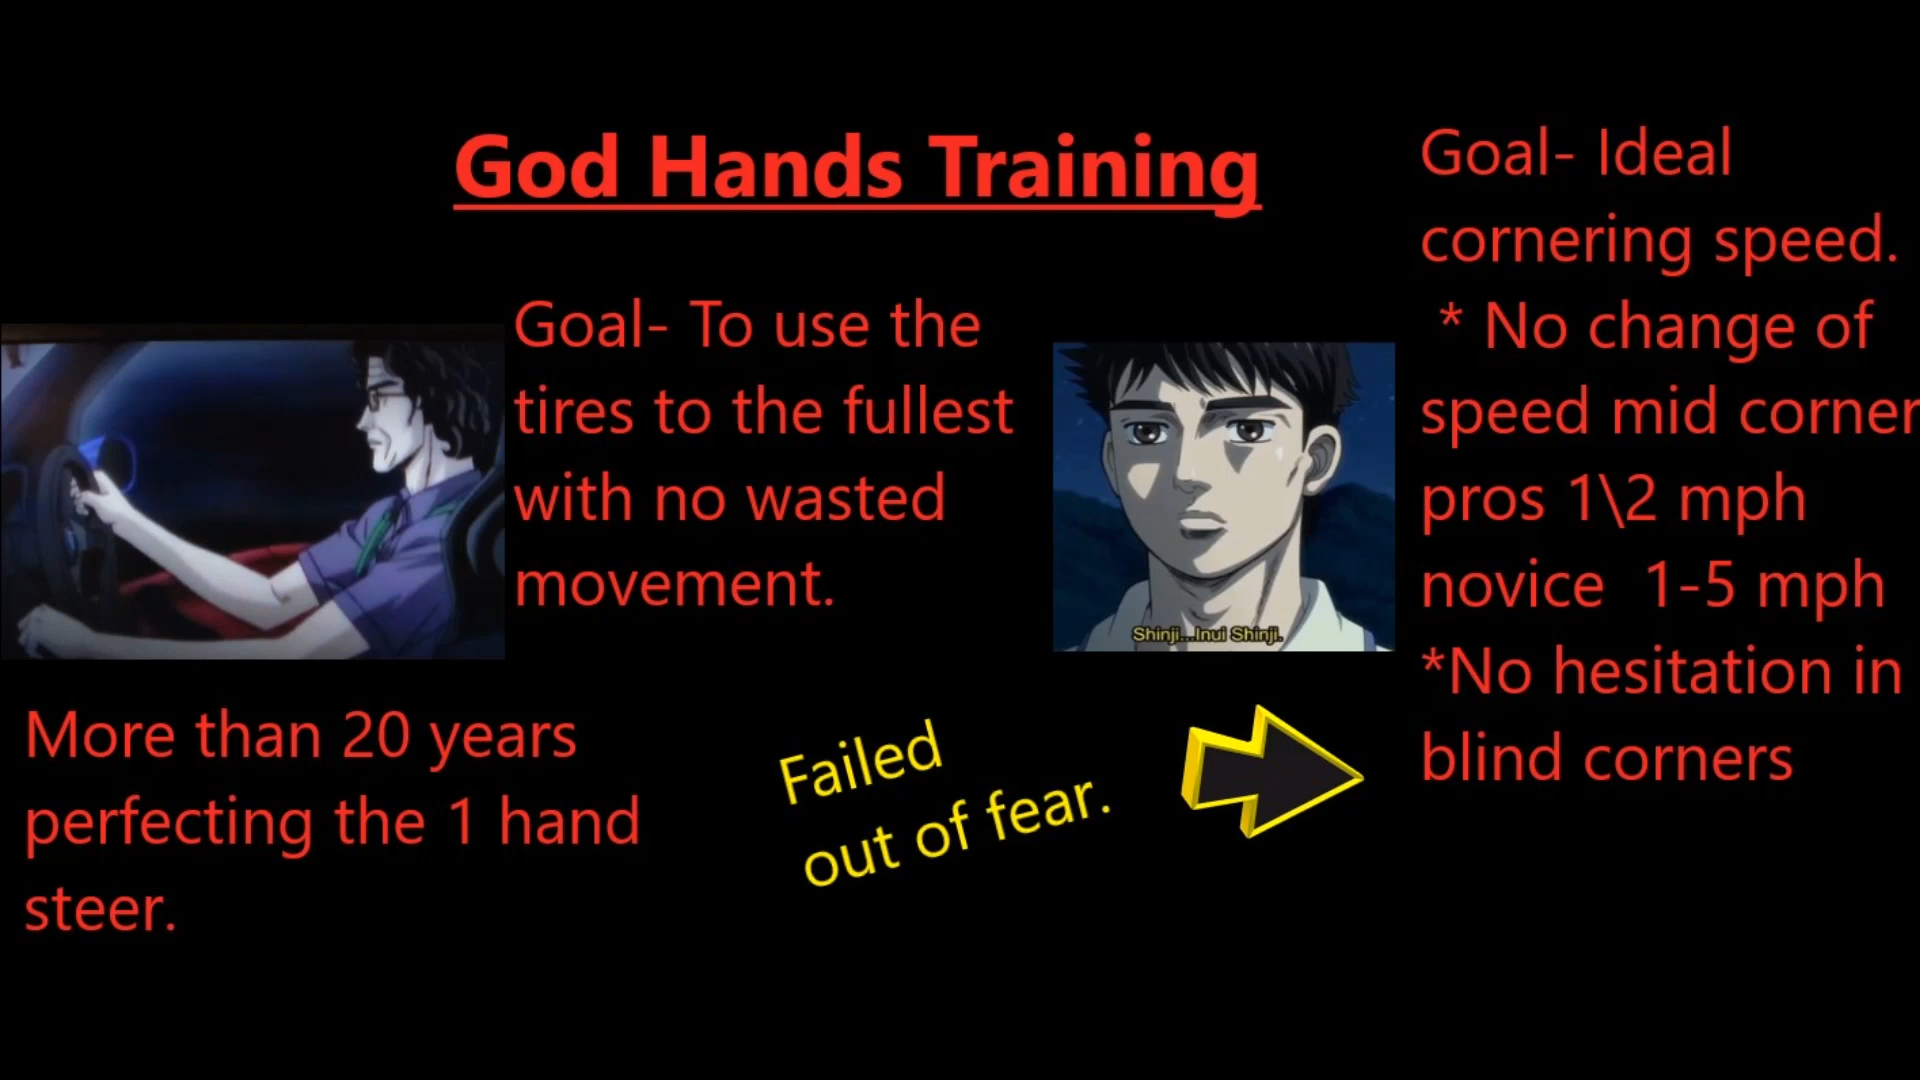 God Hands Training
Goal- To use the
tires to the fullest
with no wasted
movement.
More than 20 years
perfecting the 1 hand
steer.
Failed
out of fear.
Shinji...Inui Shinji.
Goal- Ideal
cornering speed.
* No change of
speed mid corner
pros 1\2 mph
novice  1-5 mph
*No hesitation in
blind corners